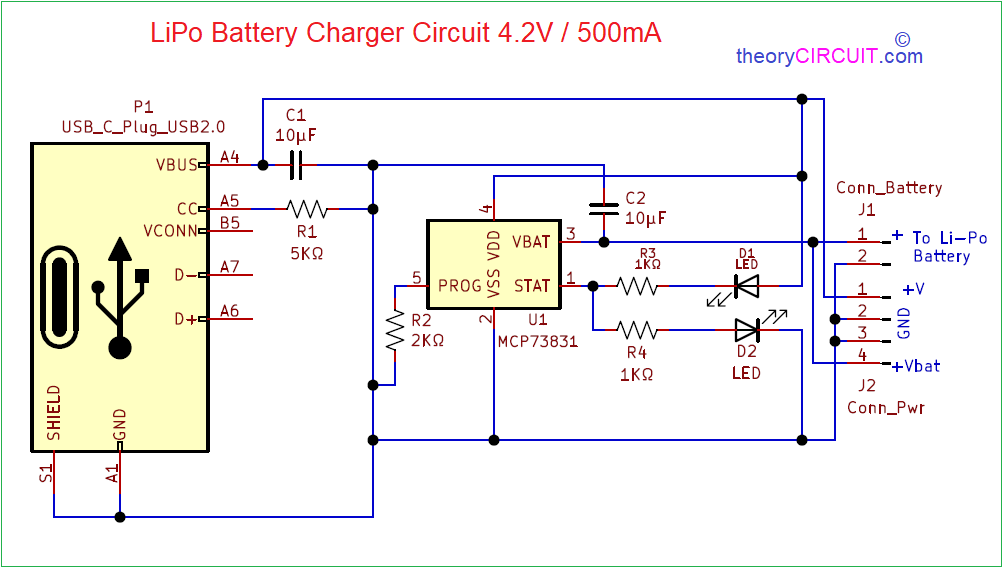 LiPo Battery Charger Circuit 4.2V / 500mA
©
theoryCIRCUIT.com
P1
USB_C_Plug_USB2.0
VBUS
A4
CC
A5
VCONN
B5
D-
A7
D+
A6
SHIELD
GND
S1
A1
C1
10µF
R1
5KΩ
R2
2KΩ
5
PROG
4
VDD
VSS
2
VBAT
3
STAT
1
U1
MCP73831
C2
10µF
R3
1KΩ
D1
LED
R4
1KΩ
D2
LED
Conn_Battery
J1
1
+ To Li-Po
2
Battery
1
+V
2
3
GND
4
+Vbat
J2
Conn_Pwr